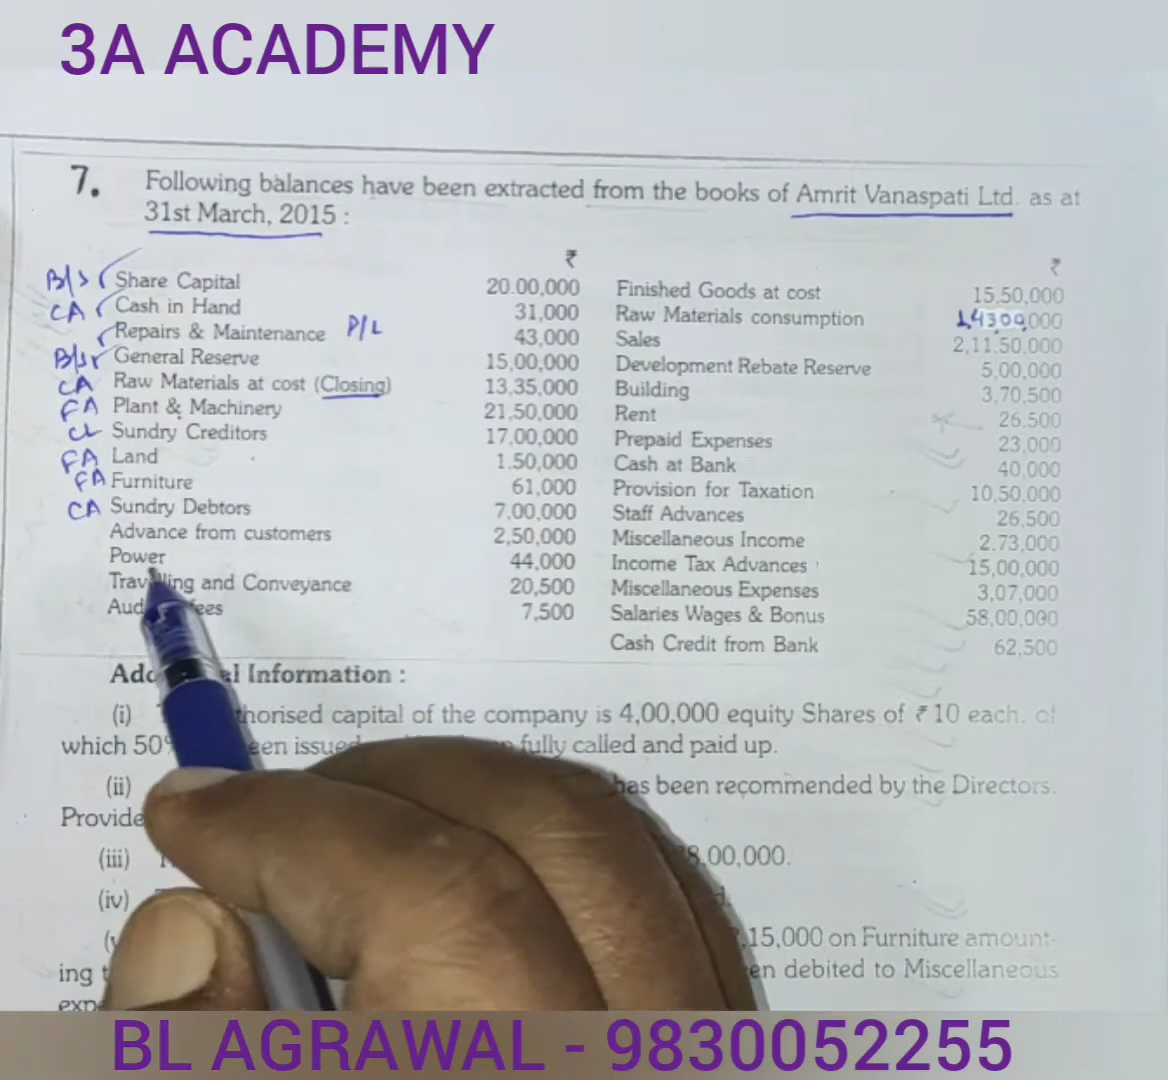 3A ACADEMY
7. Following balances have been extracted from the books of Amrit Vanaspati Ltd. as at
31st March, 2015 :
₹ ₹
B/S Share Capital 20.00,000 Finished Goods at cost 15,50,000
CA Cash in Hand 31,000 Raw Materials consumption 1,4300,000
Repairs & Maintenance P/L 43,000 Sales 2,11,50,000
B/S General Reserve 15,00,000 Development Rebate Reserve 5,00,000
CA Raw Materials at cost (Closing) 13,35,000 Building 3,70,500
FA Plant & Machinery 21,50,000 Rent 26.500
CL Sundry Creditors 17,00,000 Prepaid Expenses 23,000
FA Land 1.50,000 Cash at Bank 40,000
FA Furniture 61,000 Provision for Taxation 10,50,000
CA Sundry Debtors 7,00,000 Staff Advances 26,500
Advance from customers 2,50,000 Miscellaneous Income 2.73,000
Power 44,000 Income Tax Advances 15,00,000
and Conveyance 20,500 Miscellaneous Expenses 3,07,000
7,500 Salaries Wages & Bonus 58,00,000
Cash Credit from Bank 62,500
Information :
(i) capital of the company is 4,00,000 equity Shares of ₹ 10 each, of
which 50% fully called and paid up.
(ii) has been recommended by the Directors.
Provide
(iii) 8,00,000.
(iv)
15,000 on Furniture amount-
ing debited to Miscellaneous
BL AGRAWAL - 9830052255